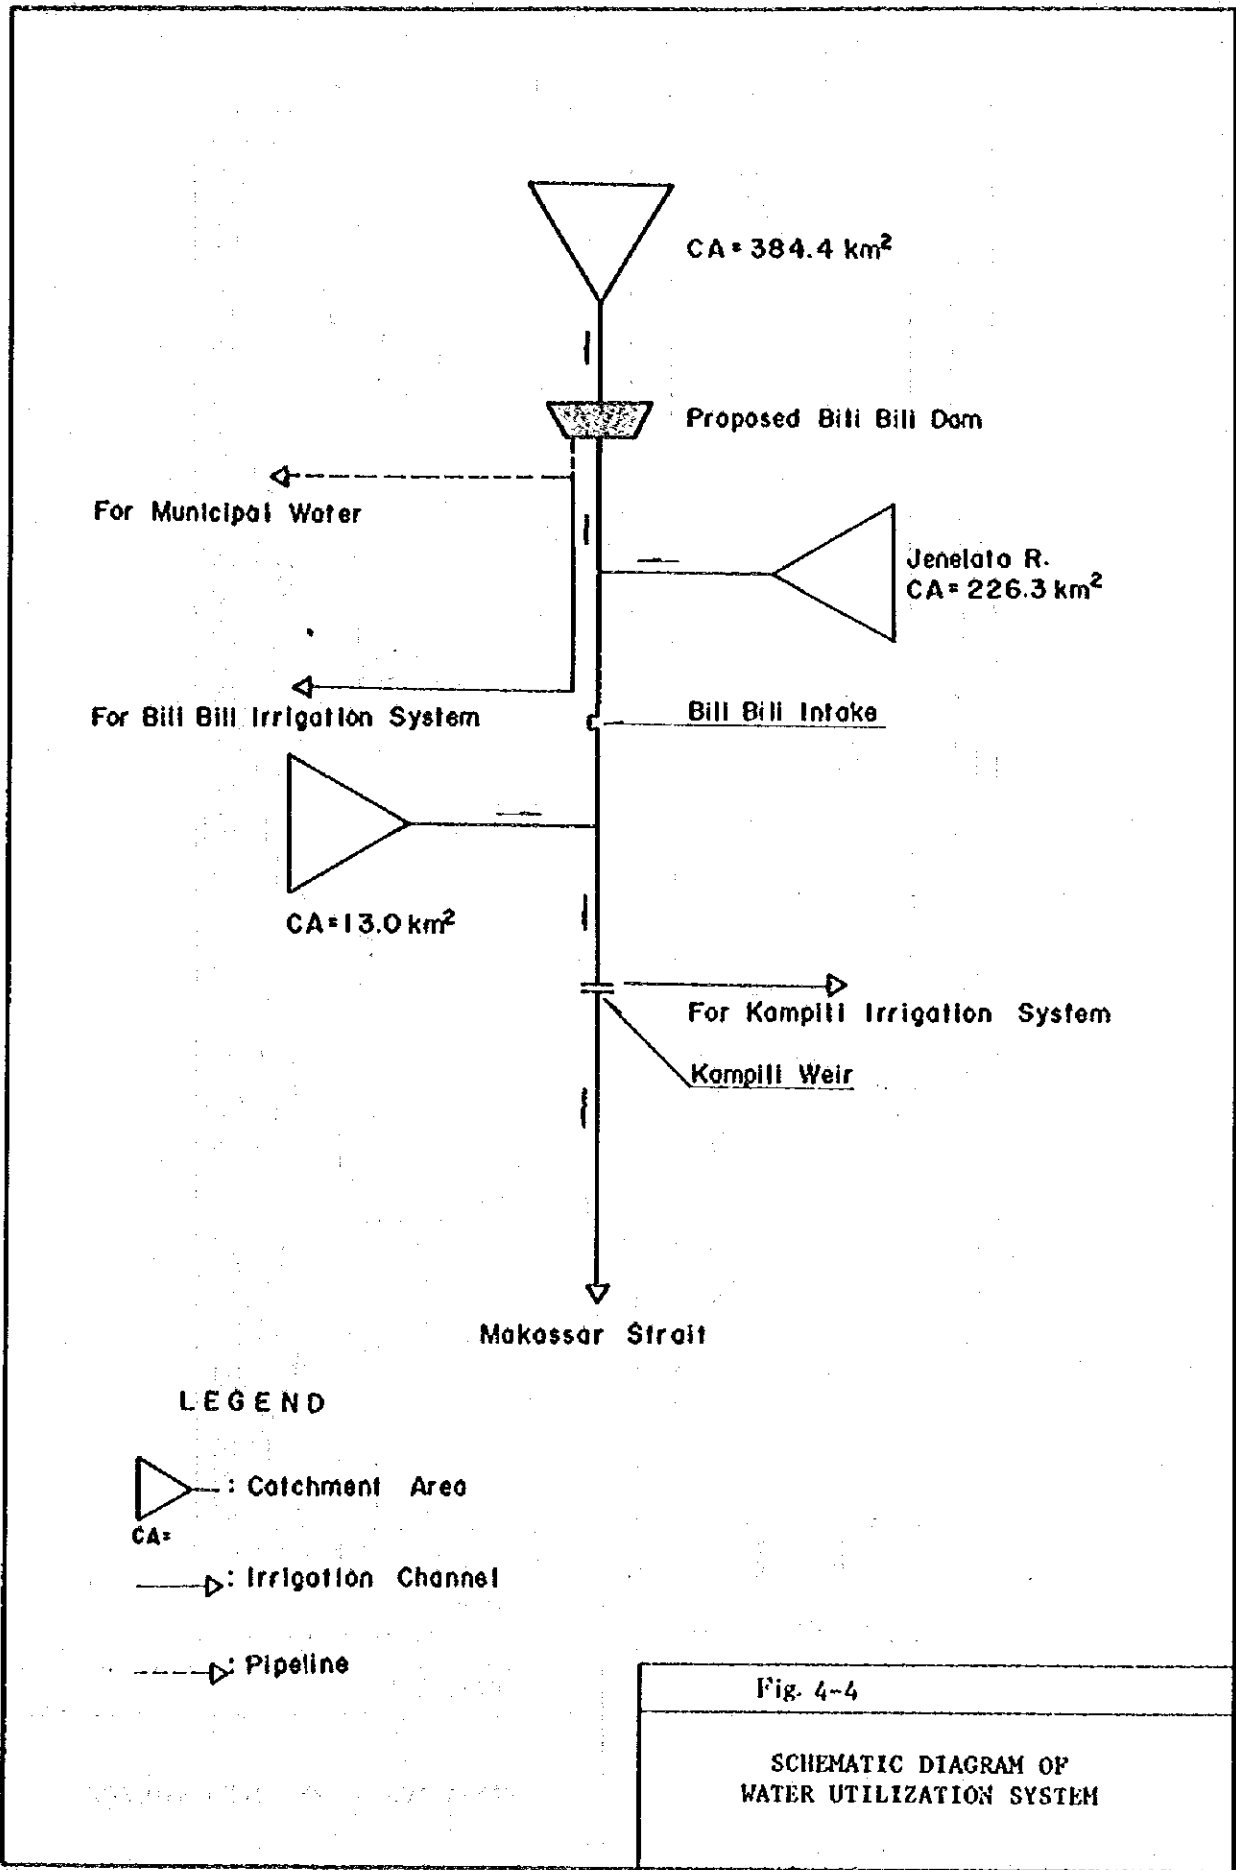 CA= 384.4 km²
Proposed Bili Bili Dam
For Municipal Water
Jenelata R.
CA= 226.3 km²
For Bili Bili Irrigation System
Bili Bili Intake
CA=13.0 km²
For Kampili Irrigation System
Kampili Weir
Makassar Strait
LEGEND
: Catchment Area
CA=
: Irrigation Channel
: Pipeline
Fig. 4-4
SCHEMATIC DIAGRAM OF
WATER UTILIZATION SYSTEM